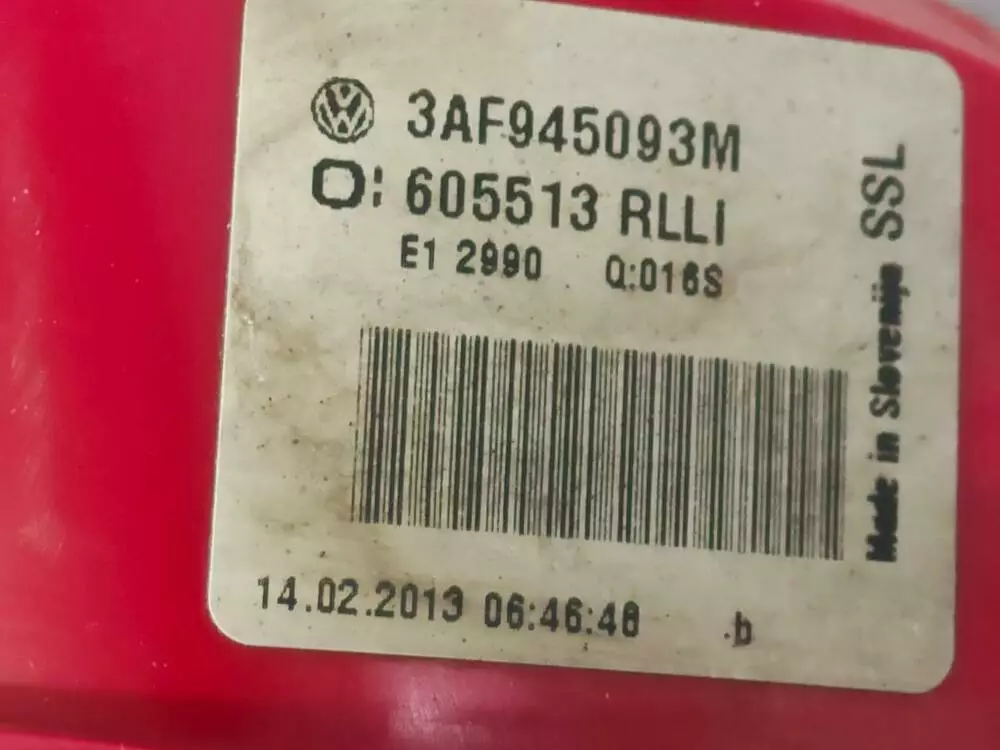 3AF945093M
: 605513 RLLI
E1 2990 Q:016S
Made in Slovenija SSL
14.02.2013 06:46:48
.b